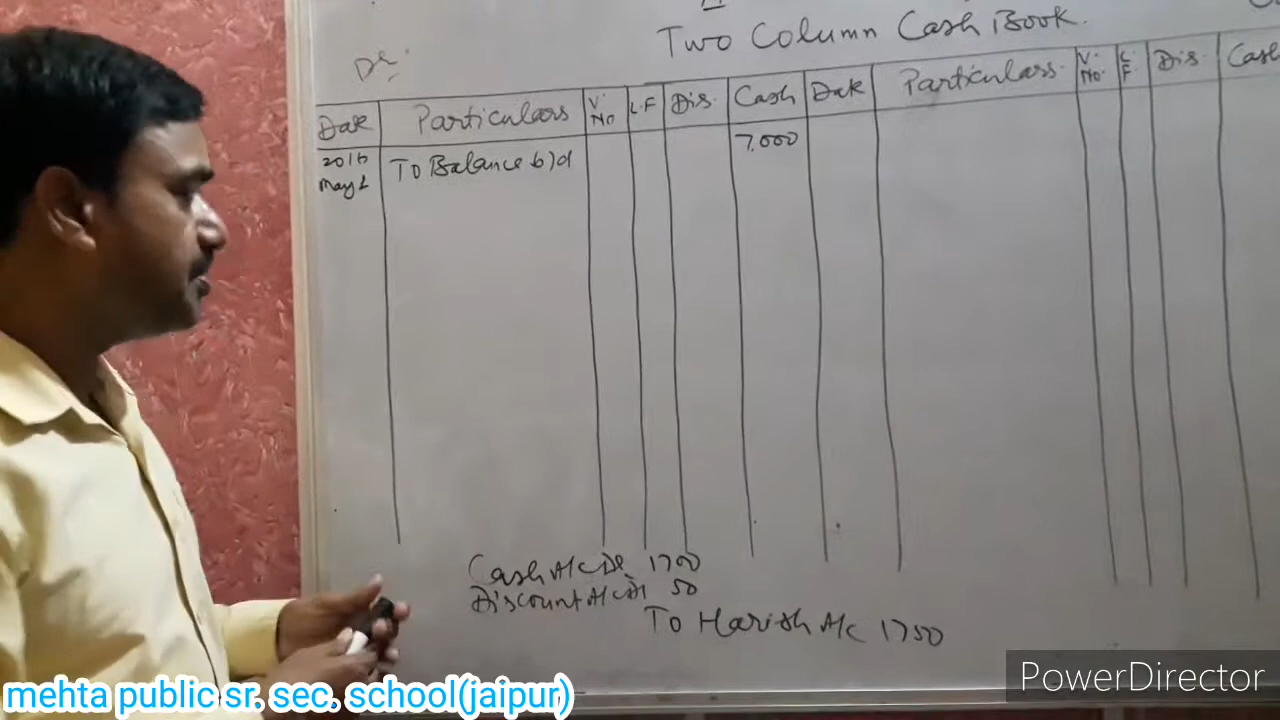 Two Column Cash Book.
Dr.
Date Particulars V. No L.F Dis. Cash Date Particulars. V. No. L. F Dis. Cash
2016 May 1 To Balance b/d 7,000
Cash A/c Dr 1700
Discount A/c Dr 50
To Harish A/c 1750
mehta public sr. sec. school(jaipur)
PowerDirector